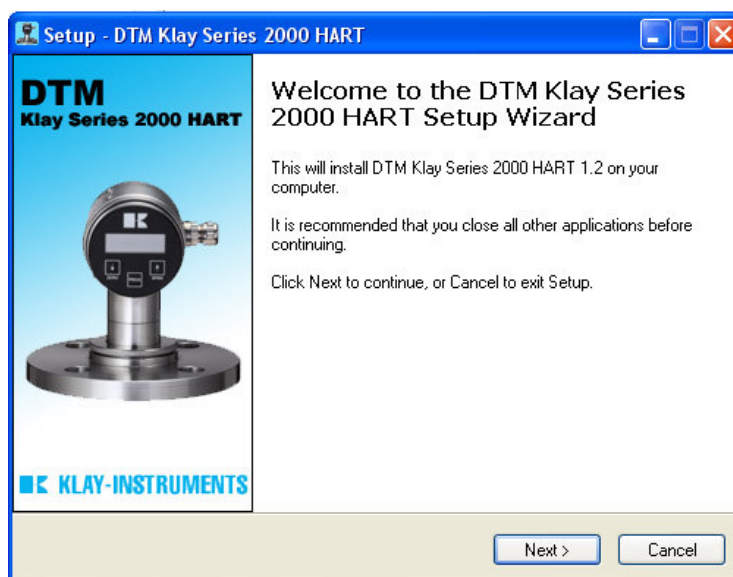 Setup - DTM Klay Series 2000 HART
DTM
Klay Series 2000 HART
KLAY-INSTRUMENTS
Welcome to the DTM Klay Series
2000 HART Setup Wizard
This will install DTM Klay Series 2000 HART 1.2 on your
computer.
It is recommended that you close all other applications before
continuing.
Click Next to continue, or Cancel to exit Setup.
Next >
Cancel